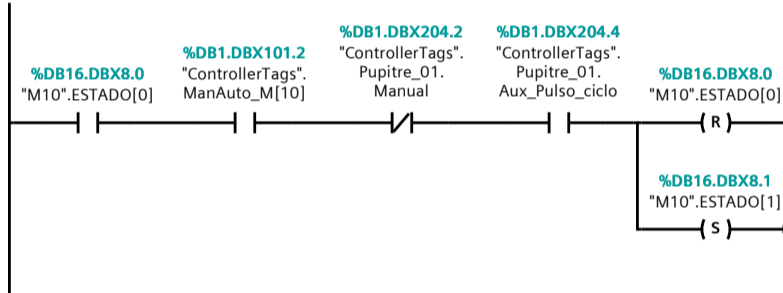 %DB16.DBX8.0
"M10".ESTADO[0]
%DB1.DBX101.2
"ControllerTags".
ManAuto_M[10]
%DB1.DBX204.2
"ControllerTags".
Pupitre_01.
Manual
%DB1.DBX204.4
"ControllerTags".
Pupitre_01.
Aux_Pulso_ciclo
%DB16.DBX8.0
"M10".ESTADO[0]
R
%DB16.DBX8.1
"M10".ESTADO[1]
S